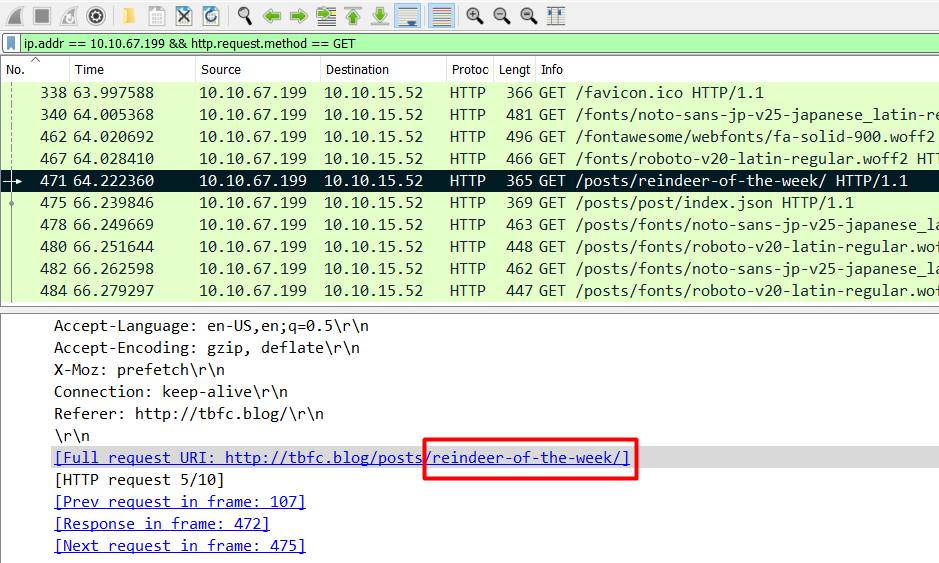 ip.addr == 10.10.67.199 && http.request.method == GET
No. Time Source Destination Protoc Lengt Info
338 63.997588 10.10.67.199 10.10.15.52 HTTP 366 GET /favicon.ico HTTP/1.1
340 64.005368 10.10.67.199 10.10.15.52 HTTP 481 GET /fonts/noto-sans-jp-v25-japanese_latin-re
462 64.020692 10.10.67.199 10.10.15.52 HTTP 496 GET /fontawesome/webfonts/fa-solid-900.woff2
467 64.028410 10.10.67.199 10.10.15.52 HTTP 466 GET /fonts/roboto-v20-latin-regular.woff2 HTT
471 64.222360 10.10.67.199 10.10.15.52 HTTP 365 GET /posts/reindeer-of-the-week/ HTTP/1.1
475 66.239846 10.10.67.199 10.10.15.52 HTTP 369 GET /posts/post/index.json HTTP/1.1
478 66.249669 10.10.67.199 10.10.15.52 HTTP 463 GET /posts/fonts/noto-sans-jp-v25-japanese_la
480 66.251644 10.10.67.199 10.10.15.52 HTTP 448 GET /posts/fonts/roboto-v20-latin-regular.wo
482 66.262598 10.10.67.199 10.10.15.52 HTTP 462 GET /posts/fonts/noto-sans-jp-v25-japanese_la
484 66.279297 10.10.67.199 10.10.15.52 HTTP 447 GET /posts/fonts/roboto-v20-latin-regular.wof
Accept-Language: en-US,en;q=0.5\r\n
Accept-Encoding: gzip, deflate\r\n
X-Moz: prefetch\r\n
Connection: keep-alive\r\n
Referer: http://tbfc.blog/\r\n
\r\n
[Full request URI: http://tbfc.blog/posts/reindeer-of-the-week/]
[HTTP request 5/10]
[Prev request in frame: 107]
[Response in frame: 472]
[Next request in frame: 475]